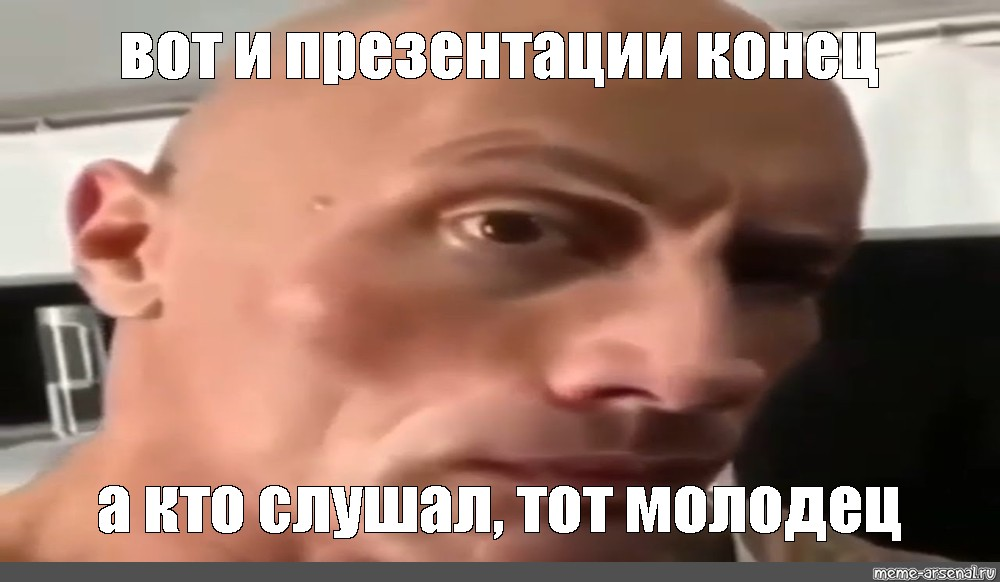 вот и презентации конец
а кто слушал, тот молодец
meme-arsenal.ru